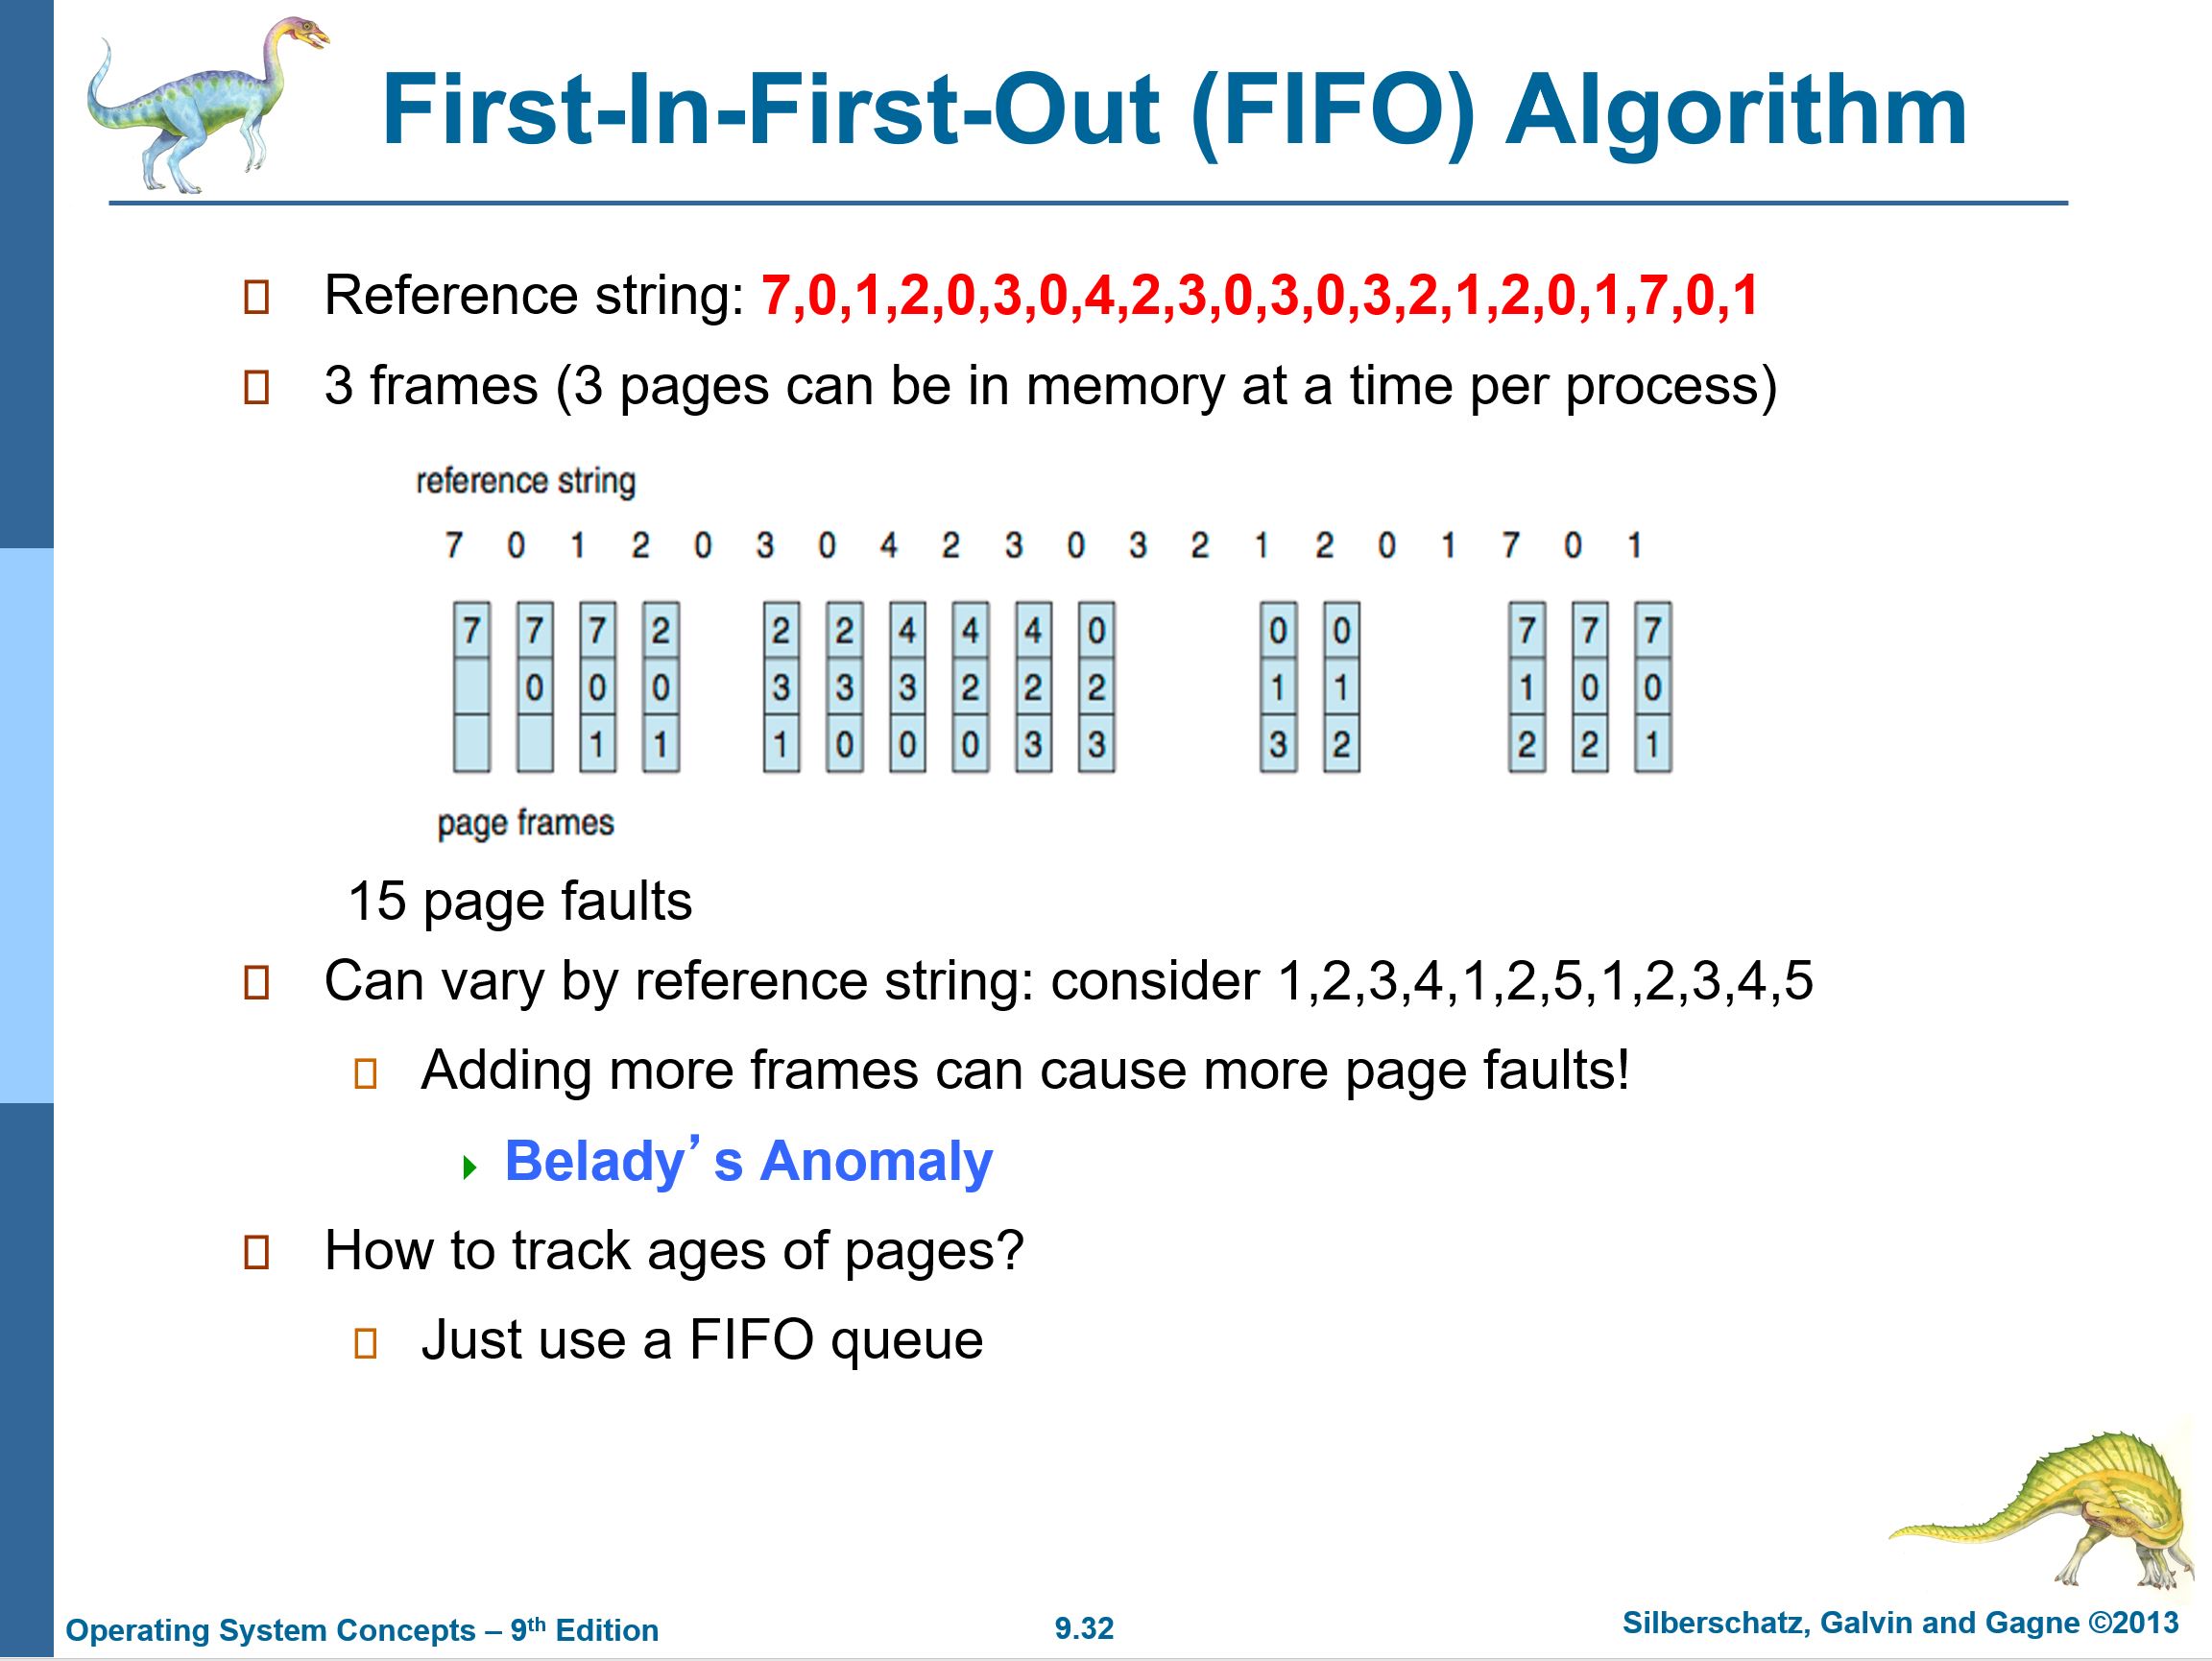 First-In-First-Out (FIFO) Algorithm
Reference string: 7,0,1,2,0,3,0,4,2,3,0,3,0,3,2,1,2,0,1,7,0,1
3 frames (3 pages can be in memory at a time per process)
reference string
7 0 1 2 0 3 0 4 2 3 0 3 2 1 2 0 1 7 0 1
7 7 7 2 2 2 4 4 4 0 0 0 7 7 7
0 0 0 3 3 3 2 2 2 1 1 1 0 0
1 1 1 0 0 0 3 3 3 2 2 2 1
page frames
15 page faults
Can vary by reference string: consider 1,2,3,4,1,2,5,1,2,3,4,5
Adding more frames can cause more page faults!
Belady’s Anomaly
How to track ages of pages?
Just use a FIFO queue
Operating System Concepts – 9th Edition
9.32
Silberschatz, Galvin and Gagne ©2013